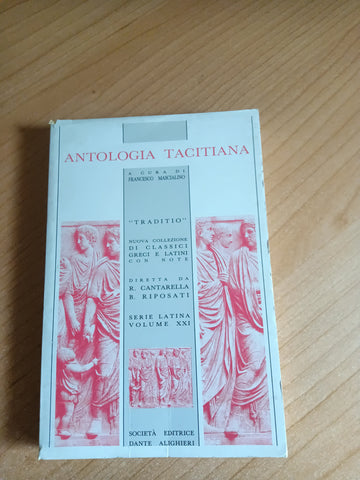 ANTOLOGIA TACITIANA
A CURA DI
FRANCESCO MARCIALINO
"TRADITIO"
NUOVA COLLEZIONE
DI CLASSICI
GRECI E LATINI
CON NOTE
DIRETTA DA
R. CANTARELLA
B. RIPOSATI
SERIE LATINA
VOLUME XXI
SOCIETÀ EDITRICE
DANTE ALIGHIERI